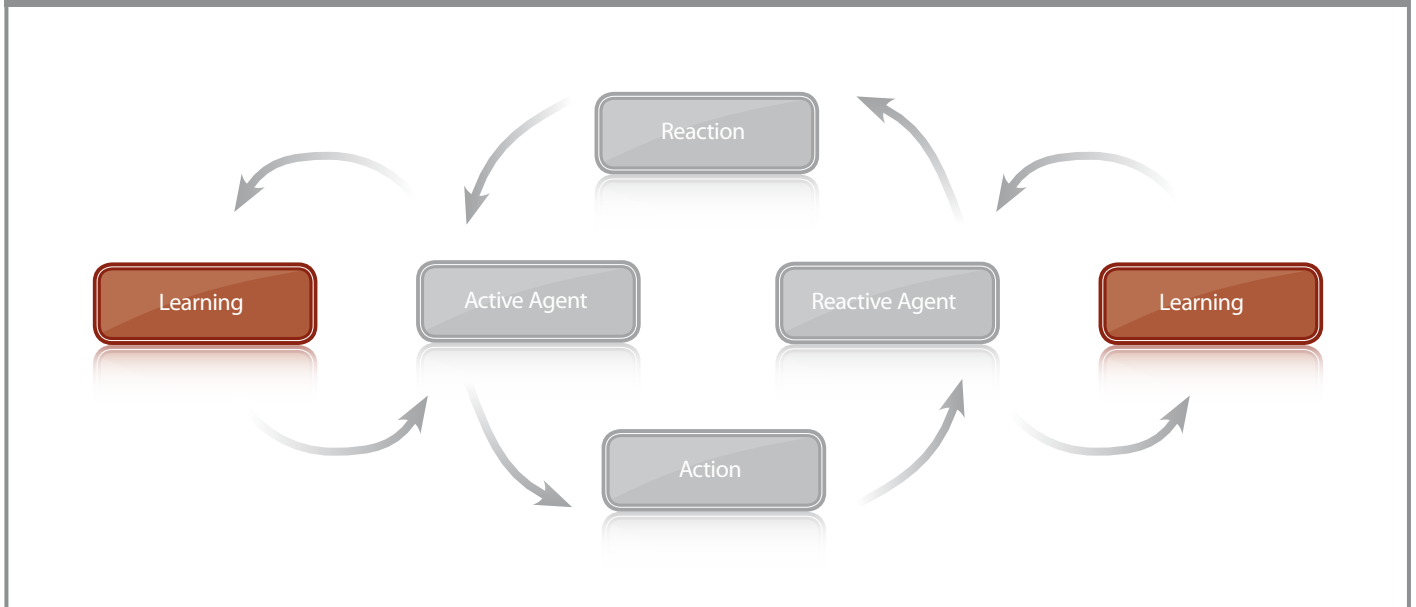 Reaction
Learning
Active Agent
Reactive Agent
Learning
Action